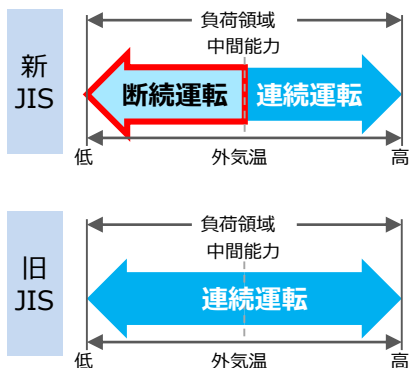 新
JIS
負荷領域
中間能力
断続運転
連続運転
低
外気温
高
旧
JIS
負荷領域
中間能力
連続運転
低
外気温
高